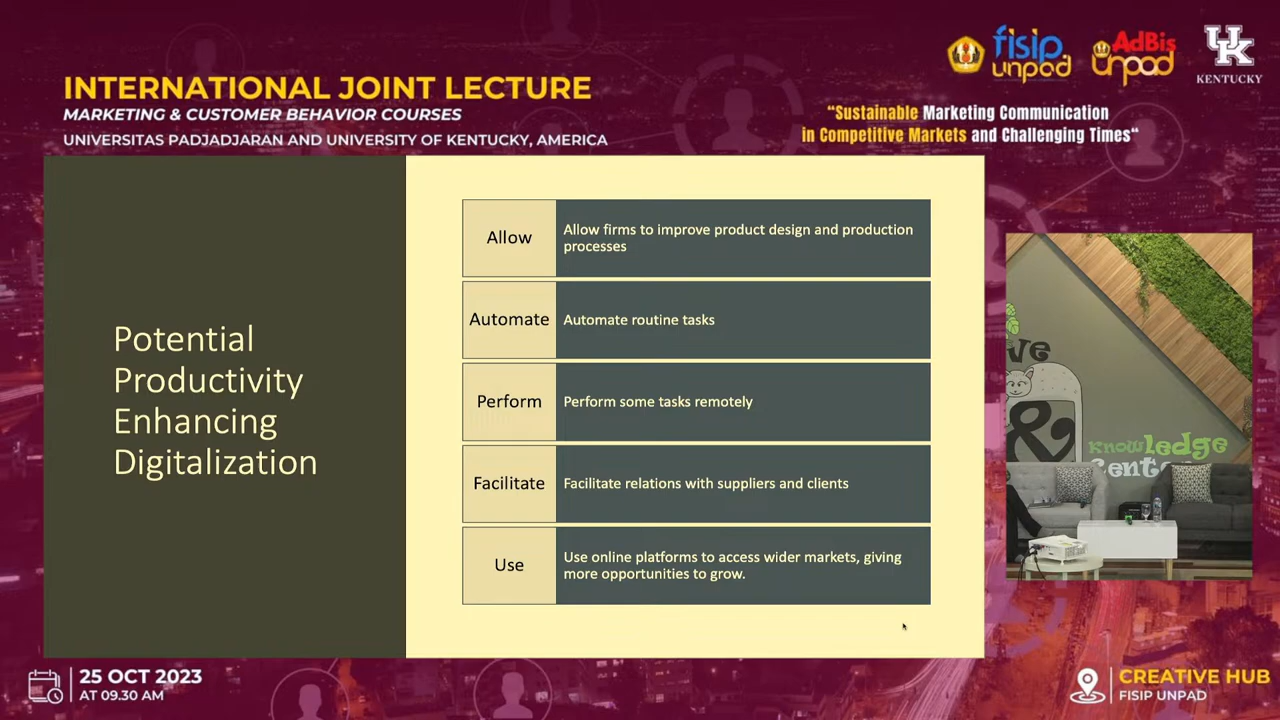 INTERNATIONAL JOINT LECTURE
MARKETING & CUSTOMER BEHAVIOR COURSES
UNIVERSITAS PADJADJARAN AND UNIVERSITY OF KENTUCKY, AMERICA
fisip
unpad
AdBis
unpad
UK
KENTUCKY
“Sustainable Marketing Communication
in Competitive Markets and Challenging Times“
Potential
Productivity
Enhancing
Digitalization
Allow
Allow firms to improve product design and production
processes
Automate
Automate routine tasks
Perform
Perform some tasks remotely
Facilitate
Facilitate relations with suppliers and clients
Use
Use online platforms to access wider markets, giving
more opportunities to grow.
&
Knowledge
25 OCT 2023
AT 09.30 AM
CREATIVE HUB
FISIP UNPAD